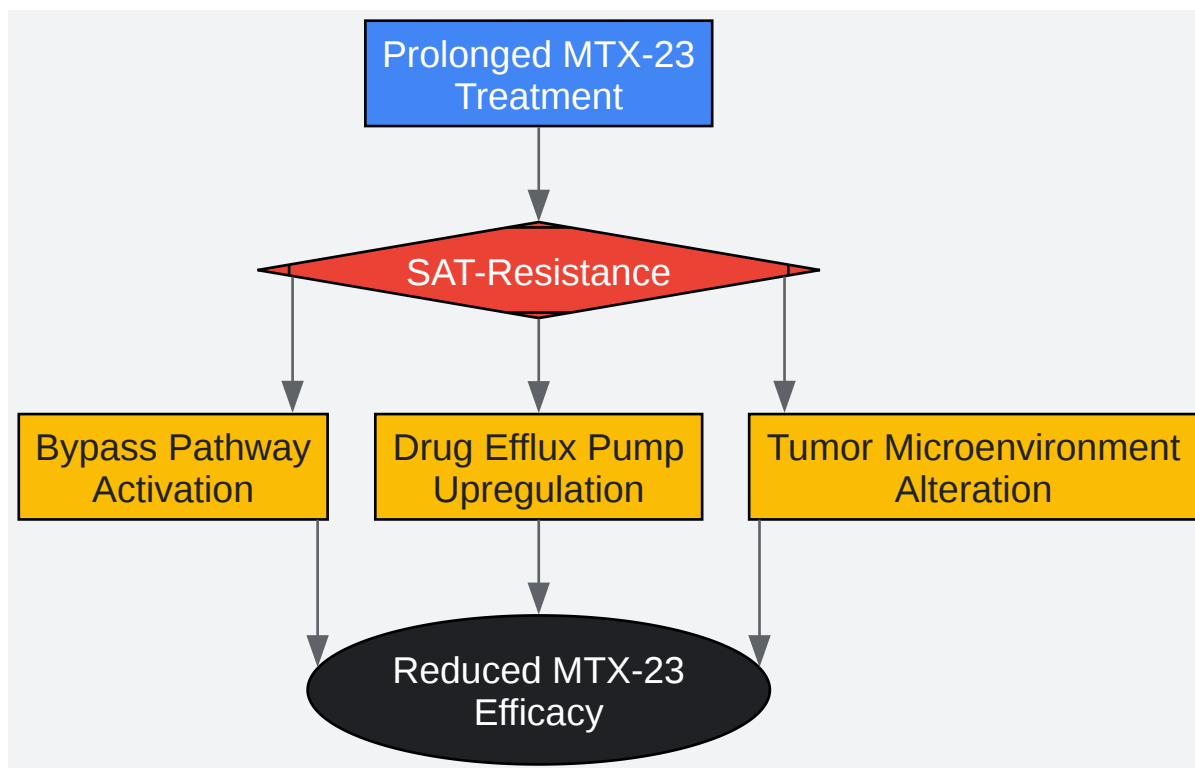 Prolonged MTX-23
Treatment
SAT-Resistance
Bypass Pathway
Activation
Drug Efflux Pump
Upregulation
Tumor Microenvironment
Alteration
Reduced MTX-23
Efficacy